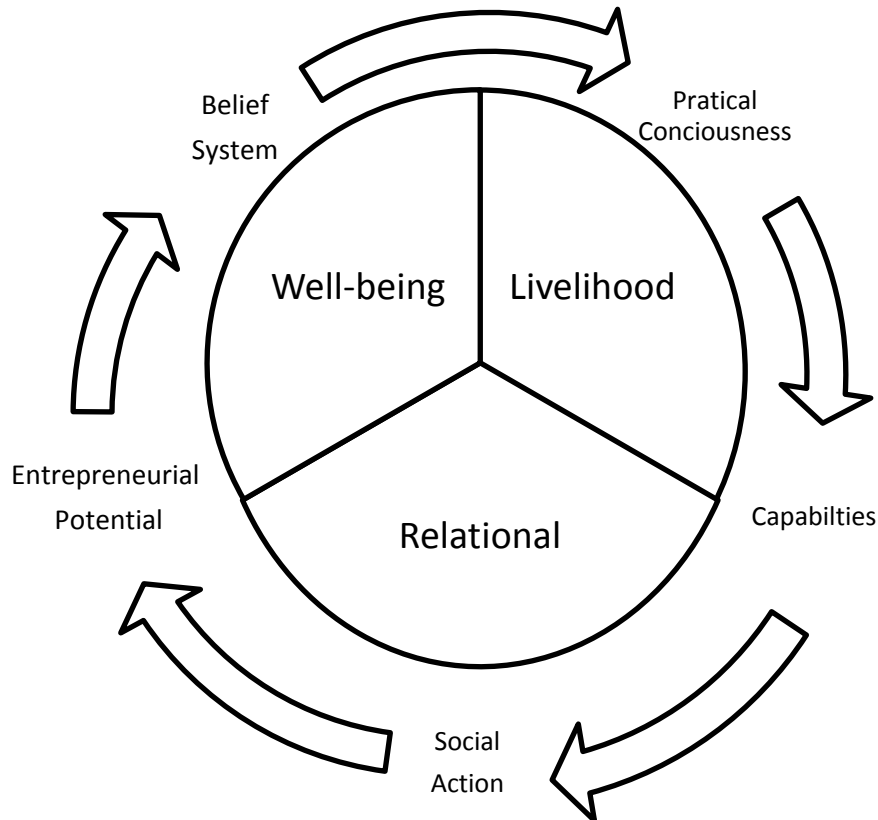 Belief
System
Pratical
Conciousness
Well-being
Livelihood
Entrepreneurial
Potential
Capabilties
Relational
Social
Action